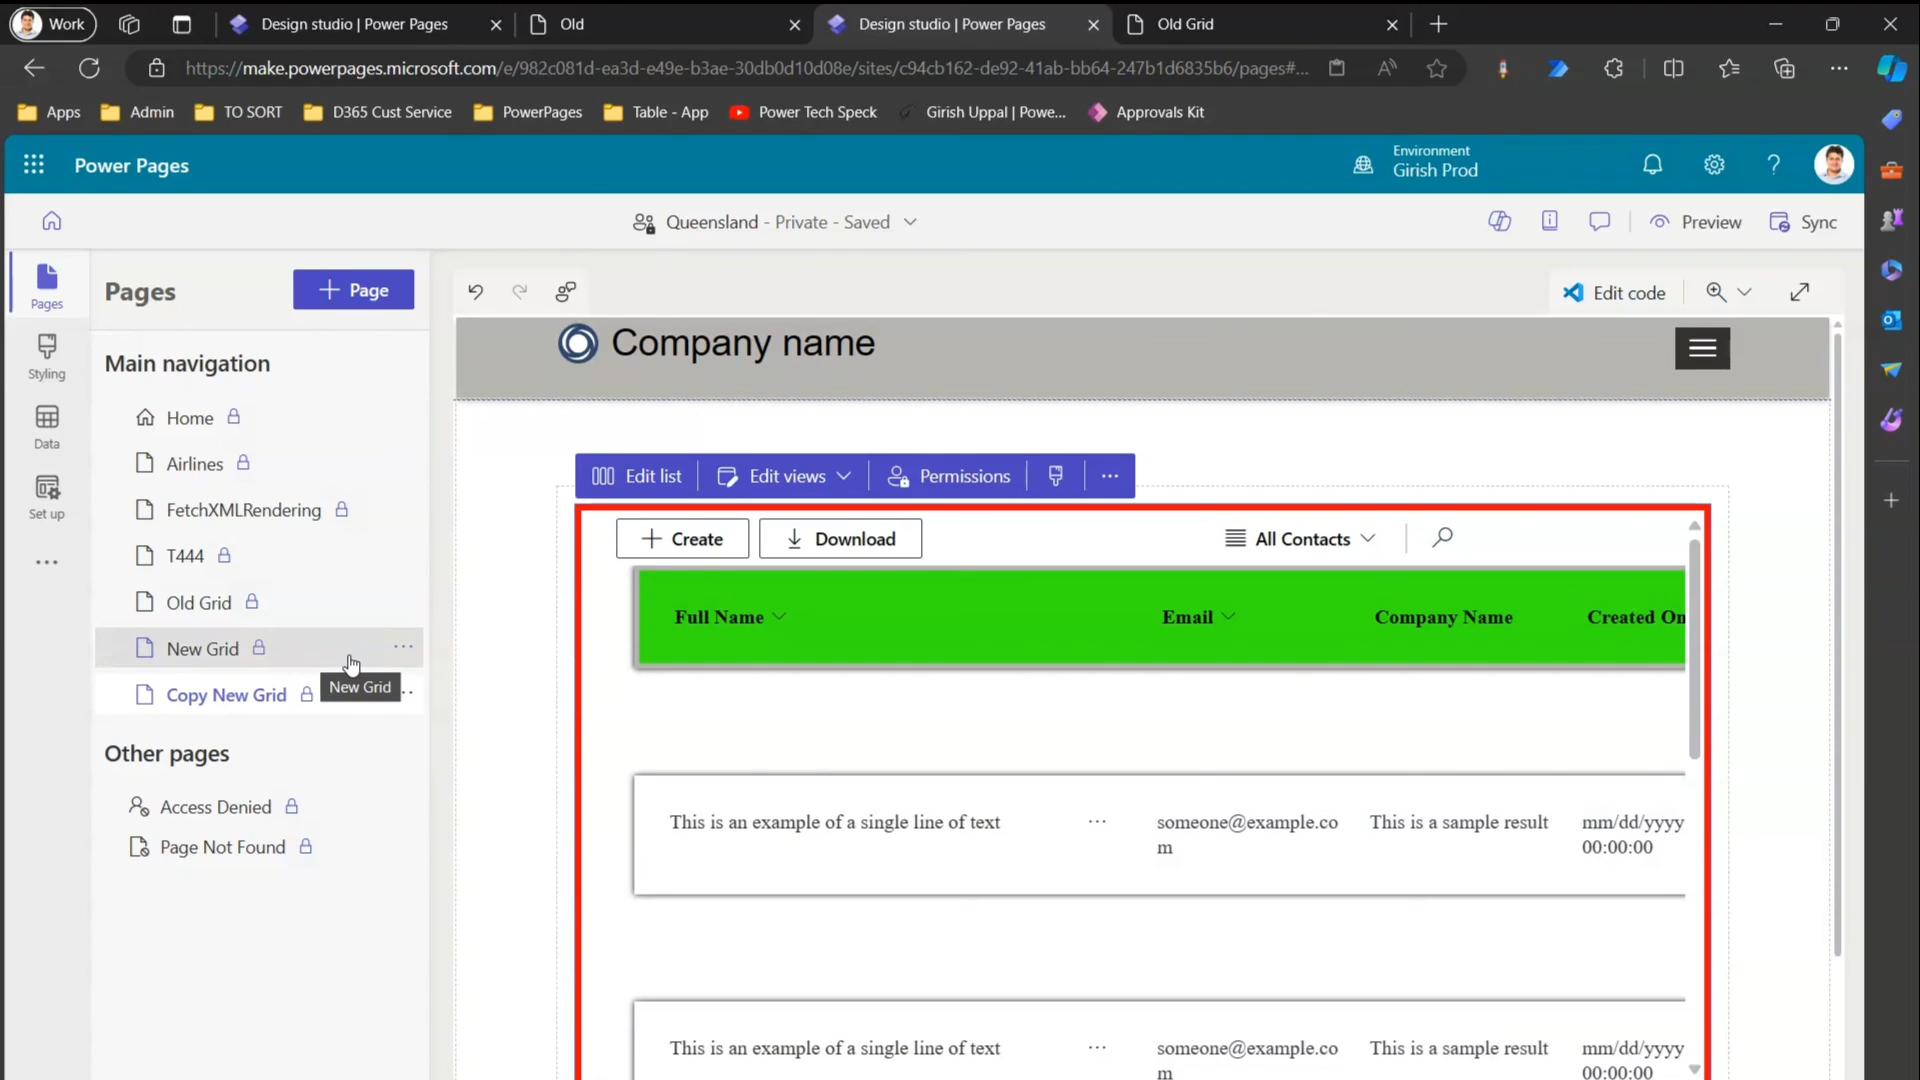 Work
Design studio | Power Pages
Old
Design studio | Power Pages
Old Grid
https://make.powerpages.microsoft.com/e/982c081d-ea3d-e49e-b3ae-30db0d10d08e/sites/c94cb162-de92-41ab-bb64-247b1d6835b6/pages#...
Apps
Admin
TO SORT
D365 Cust Service
PowerPages
Table - App
Power Tech Speck
Girish Uppal | Powe...
Approvals Kit
Power Pages
Environment
Girish Prod
Queensland - Private - Saved
Preview
Sync
Pages
Styling
Data
Set up
Pages
Page
Main navigation
Home
Airlines
FetchXMLRendering
T444
Old Grid
New Grid
New Grid
Copy New Grid
Other pages
Access Denied
Page Not Found
Edit code
Company name
Edit list
Edit views
Permissions
Create
Download
All Contacts
Full Name
Email
Company Name
Created On
This is an example of a single line of text
someone@example.co
m
This is a sample result
mm/dd/yyyy
00:00:00
This is an example of a single line of text
someone@example.co
m
This is a sample result
mm/dd/yyyy
00:00:00